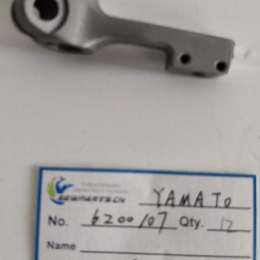 SEWPARTS.CN
YAMATO
No. 6200107 Qty. 12
Name